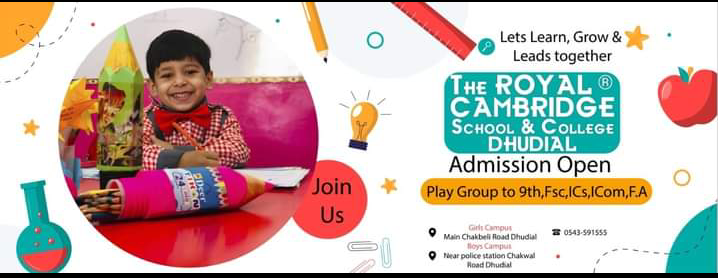 Lets Learn, Grow &
Leads together
THE ROYAL ®
CAMBRIDGE
SCHOOL & COLLEGE
DHUDIAL
Admission Open
Play Group to 9th,Fsc,ICs,ICom,F.A
Join
Us
Girls Campus
Main Chakbeli Road Dhudial
Boys Campus
Near police station Chakwal
Road Dhudial
0543-591555
Deer
24